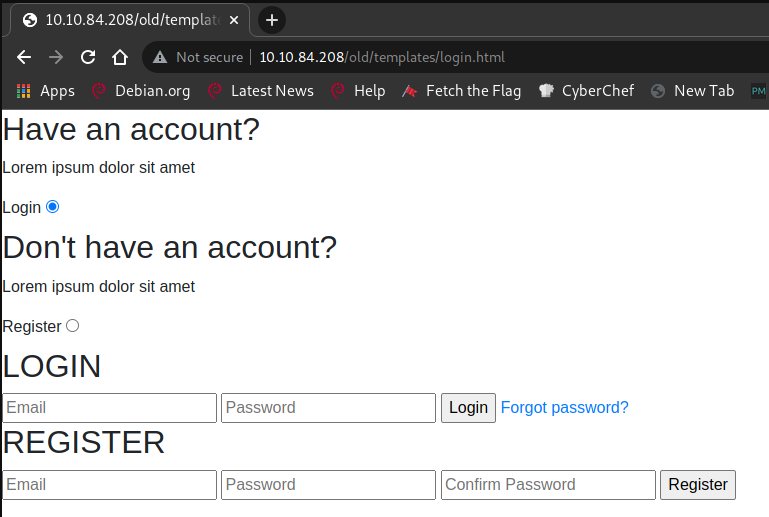 10.10.84.208/old/templat
Not secure 10.10.84.208/old/templates/login.html
Apps Debian.org Latest News Help Fetch the Flag CyberChef New Tab PM
Have an account?
Lorem ipsum dolor sit amet
Login
Don't have an account?
Lorem ipsum dolor sit amet
Register
LOGIN
Email Password Login Forgot password?
REGISTER
Email Password Confirm Password Register